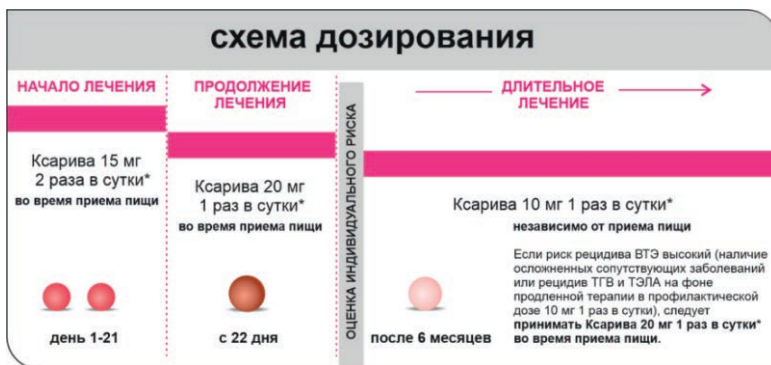 схема дозирования
НАЧАЛО ЛЕЧЕНИЯ
Ксарива 15 мг
2 раза в сутки*
во время приема пищи
день 1-21
ПРОДОЛЖЕНИЕ
ЛЕЧЕНИЯ
Ксарива 20 мг
1 раз в сутки*
во время приема пищи
с 22 дня
ОЦЕНКА ИНДИВИДУАЛЬНОГО РИСКА
ДЛИТЕЛЬНОЕ
ЛЕЧЕНИЕ
Ксарива 10 мг 1 раз в сутки*
независимо от приема пищи
после 6 месяцев
Если риск рецидива ВТЭ высокий (наличие
осложненных сопутствующих заболеваний
или рецидив ТГВ и ТЭЛА на фоне
продленной терапии в профилактической
дозе 10 мг 1 раз в сутки), следует
принимать Ксарива 20 мг 1 раз в сутки*
во время приема пищи.